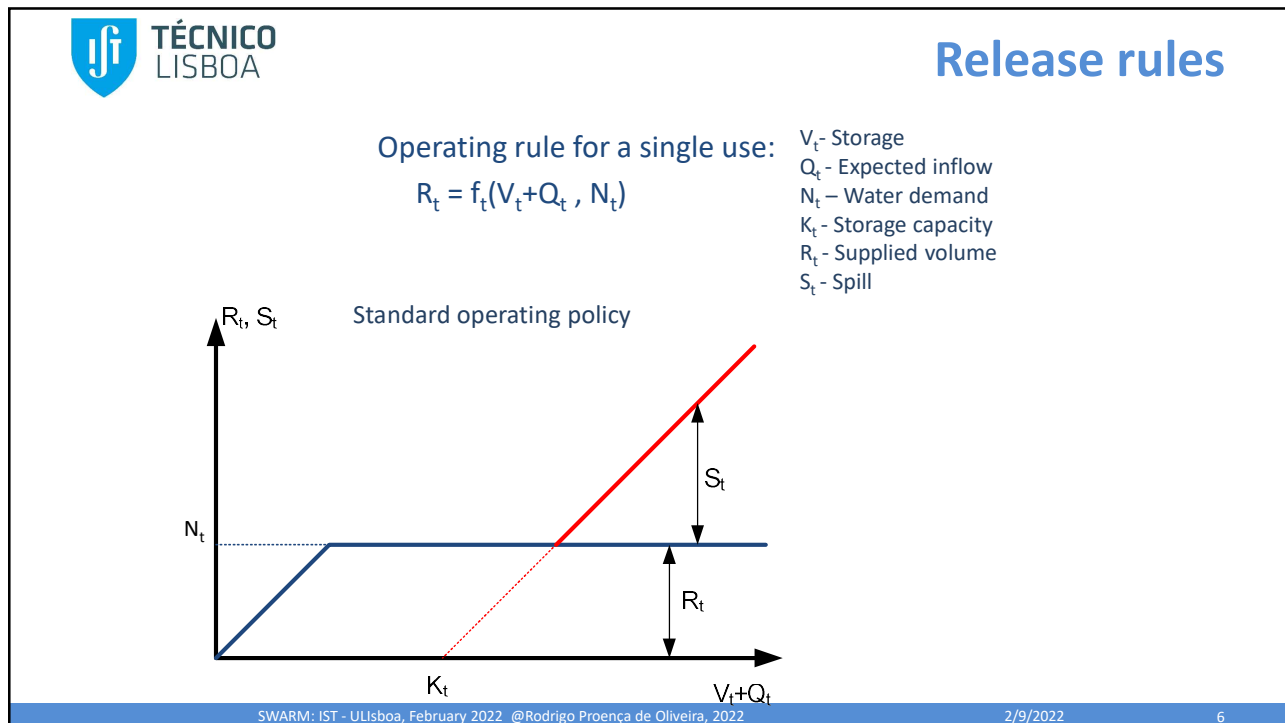 TÉCNICO
LISBOA
Release rules
Operating rule for a single use:
Rₜ = fₜ(Vₜ+Qₜ , Nₜ)
Vₜ- Storage
Qₜ - Expected inflow
Nₜ – Water demand
Kₜ - Storage capacity
Rₜ - Supplied volume
Sₜ - Spill
Standard operating policy
Rₜ, Sₜ
Sₜ
Nₜ
Rₜ
Kₜ
Vₜ+Qₜ
SWARM: IST - ULIsboa, February 2022 @Rodrigo Proença de Oliveira, 2022
2/9/2022
6